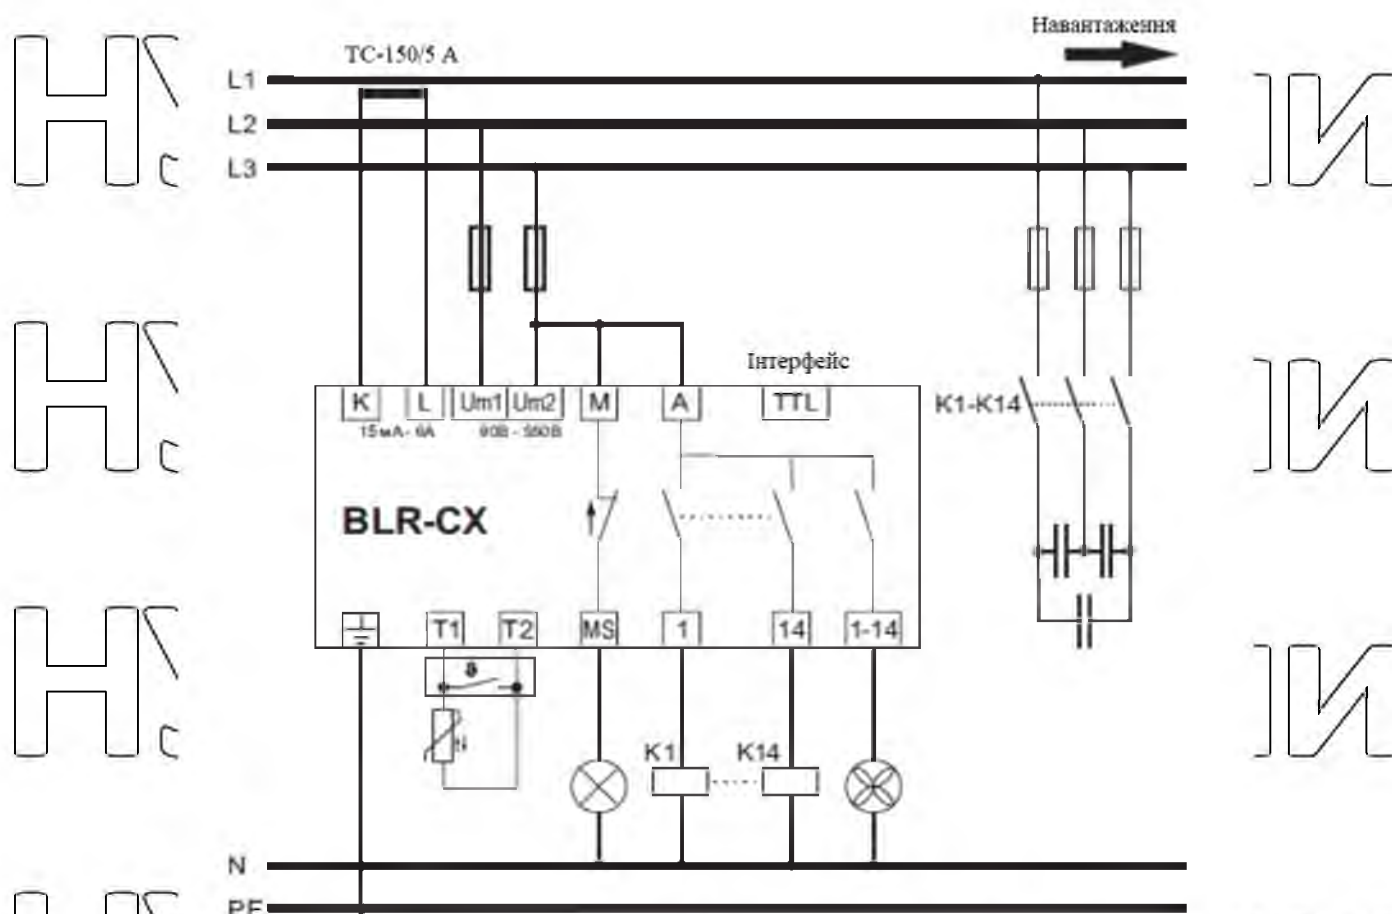 Навантаження
ТС-150/5 А
L1
L2
L3
Інтерфейс
K L Um1 Um2 M A TTL
15мА- 6А 90В - 550В
K1-K14
BLR-CX
T1 T2 MS 1 14 1-14
K1 K14
N
PE